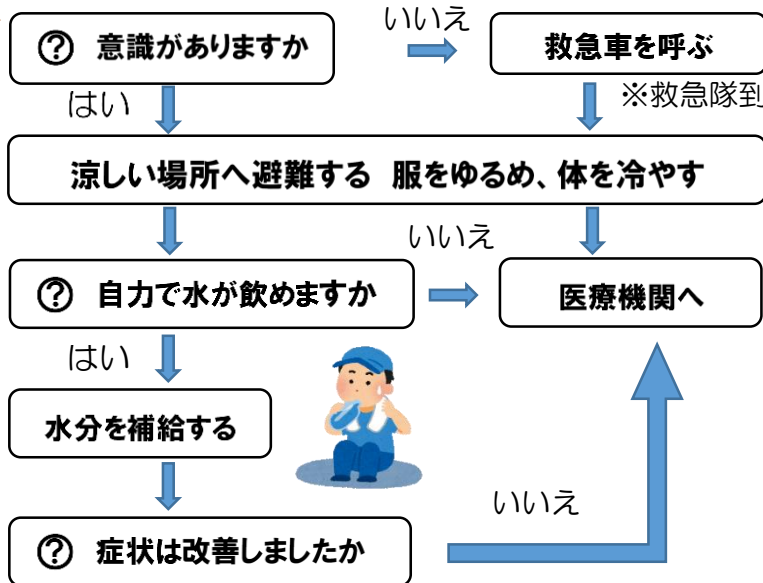 ? 意識がありますか
いいえ
救急車を呼ぶ
はい
※救急隊到
涼しい場所へ避難する 服をゆるめ、体を冷やす
いいえ
? 自力で水が飲めますか
医療機関へ
はい
水分を補給する
いいえ
? 症状は改善しましたか